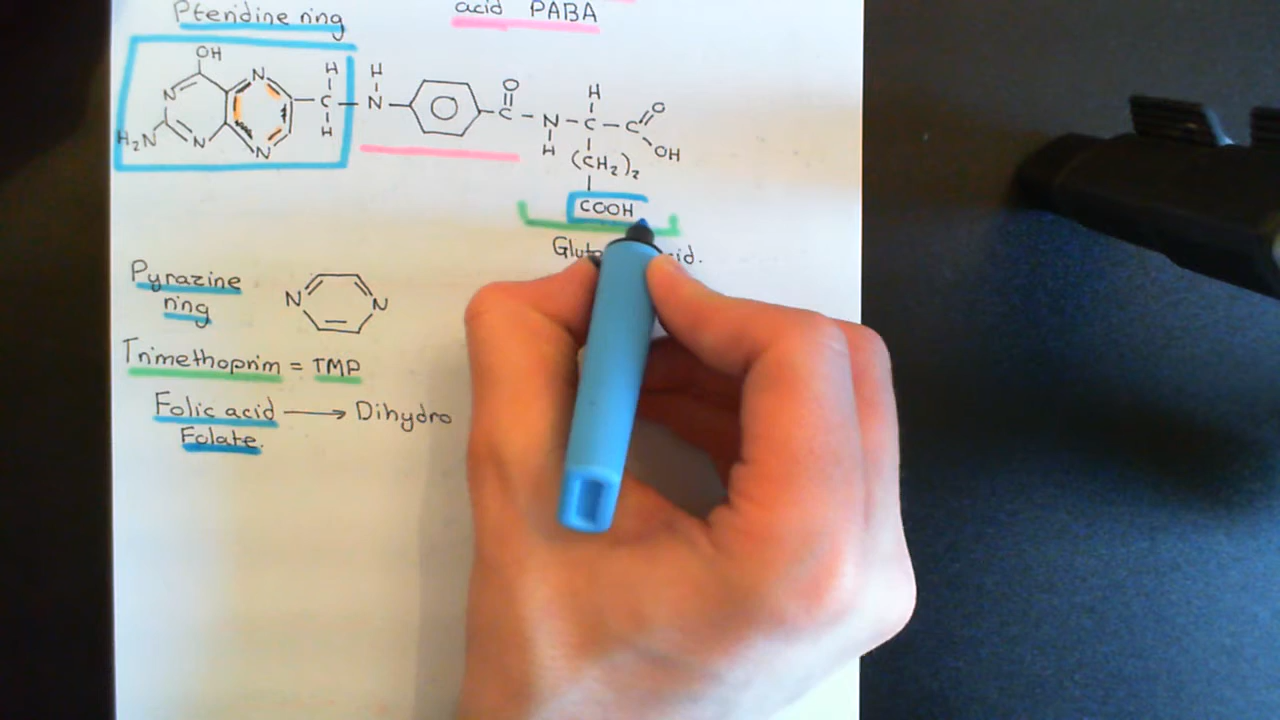 Pteridine ring
acid PABA
OH
N
N
H₂N
N
N
H
C
H
H
N
O
C
N
H
H
C
C
O
OH
(CH₂)₂
COOH
Pyrazine
ring
N
N
Trimethoprim = TMP
Folic acid → Dihydro
Folate.